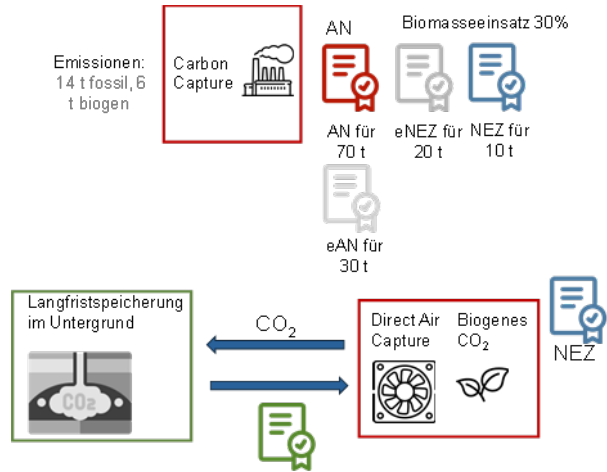 AN
Biomasseeinsatz 30%
Emissionen:
14 t fossil, 6
t biogen
Carbon
Capture
AN für
70 t
eNEZ für
20 t
NEZ für
10 t
eAN für
30 t
Langfristspeicherung
im Untergrund
CO2
CO₂
Direct Air
Capture
Biogenes
CO₂
NEZ